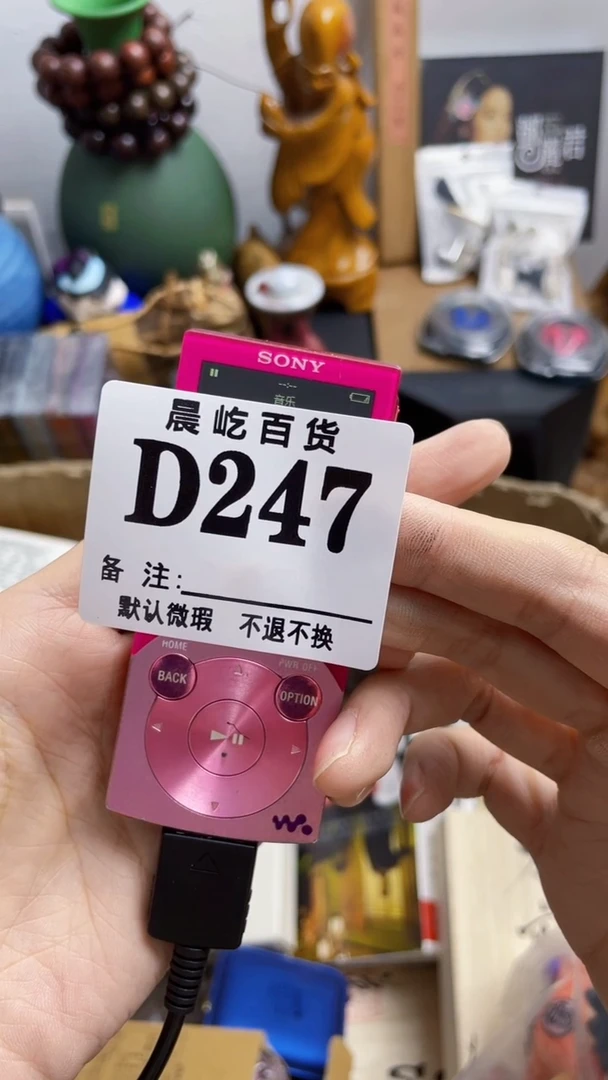 SONY
--:--
音乐
晨屹百货
D247
备 注:
默认微瑕 不退不换
HOME
PWR OFF
BACK
OPTION